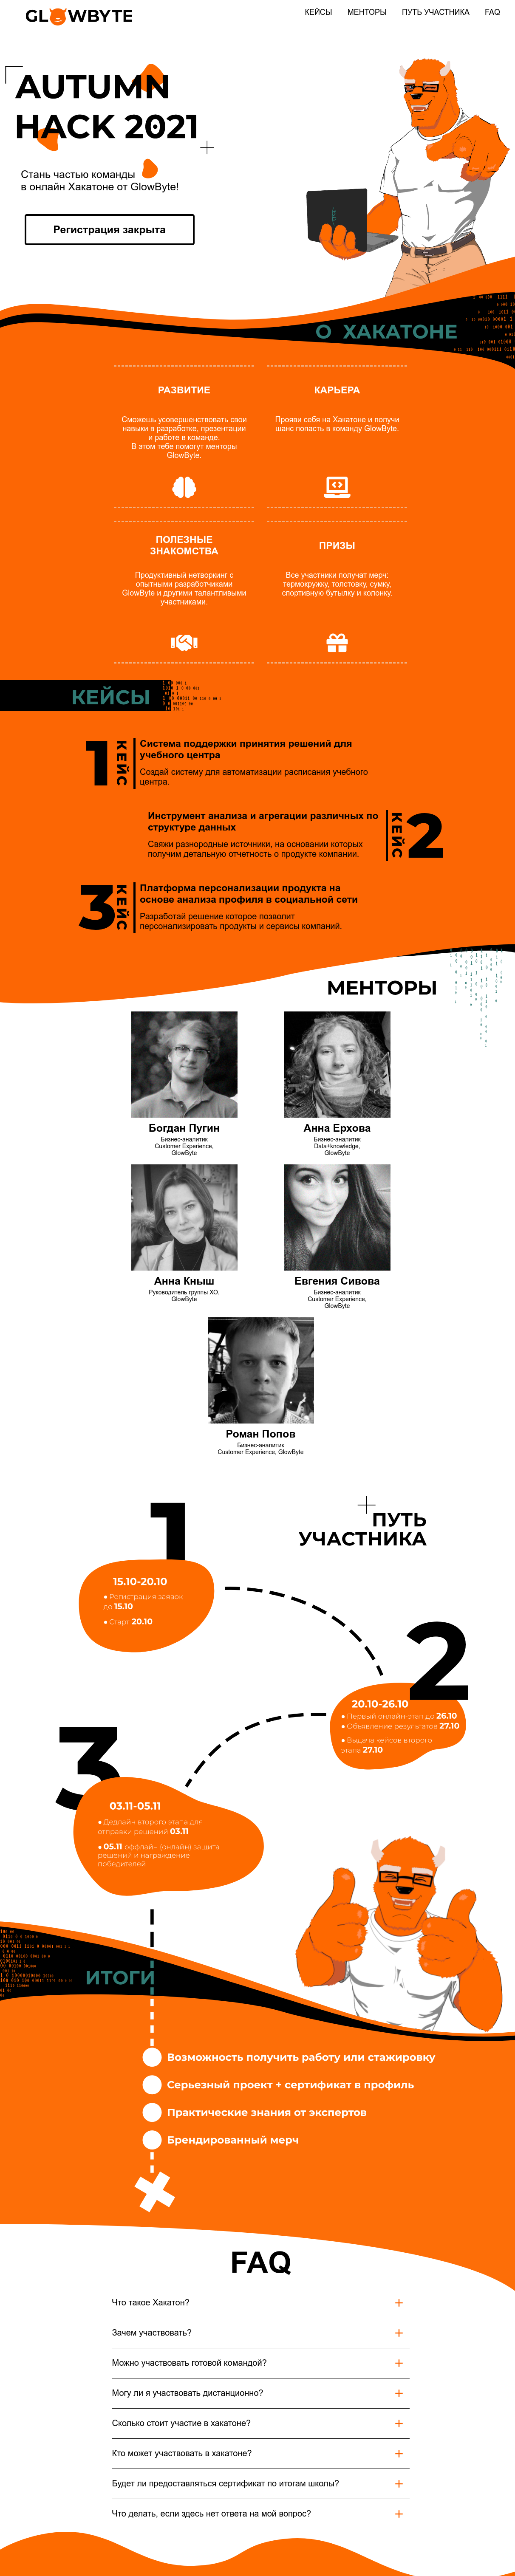 GLOWBYTE
КЕЙСЫ МЕНТОРЫ ПУТЬ УЧАСТНИКА FAQ
AUTUMN
HACK 2021
Стань частью команды
в онлайн Хакатоне от GlowByte!
Регистрация закрыта
О ХАКАТОНЕ
РАЗВИТИЕ
Сможешь усовершенствовать свои
навыки в разработке, презентации
и работе в команде.
В этом тебе помогут менторы
GlowByte.
КАРЬЕРА
Прояви себя на Хакатоне и получи
шанс попасть в команду GlowByte.
ПОЛЕЗНЫЕ
ЗНАКОМСТВА
Продуктивный нетворкинг с
опытными разработчиками
GlowByte и другими талантливыми
участниками.
ПРИЗЫ
Все участники получат мерч:
термокружку, толстовку, сумку,
спортивную бутылку и колонку.
КЕЙСЫ
1 КЕЙС
Система поддержки принятия решений для
учебного центра
Создай систему для автоматизации расписания учебного
центра.
Инструмент анализа и агрегации различных по
структуре данных
Свяжи разнородные источники, на основании которых
получим детальную отчетность о продукте компании.
КЕЙС 2
3 КЕЙС
Платформа персонализации продукта на
основе анализа профиля в социальной сети
Разработай решение которое позволит
персонализировать продукты и сервисы компаний.
МЕНТОРЫ
Богдан Пугин
Бизнес-аналитик
Customer Experience,
GlowByte
Анна Ерхова
Бизнес-аналитик
Data+knowledge,
GlowByte
Анна Кныш
Руководитель группы XO,
GlowByte
Евгения Сивова
Бизнес-аналитик
Customer Experience,
GlowByte
Роман Попов
Бизнес-аналитик
Customer Experience, GlowByte
ПУТЬ
УЧАСТНИКА
1
15.10-20.10
● Регистрация заявок
до 15.10
● Старт 20.10
2
20.10-26.10
● Первый онлайн-этап до 26.10
● Объявление результатов 27.10
● Выдача кейсов второго
этапа 27.10
3
03.11-05.11
● Дедлайн второго этапа для
отправки решений 03.11
● 05.11 оффлайн (онлайн) защита
решений и награждение
победителей
ИТОГИ
Возможность получить работу или стажировку
Серьезный проект + сертификат в профиль
Практические знания от экспертов
Брендированный мерч
FAQ
Что такое Хакатон? +
Зачем участвовать? +
Можно участвовать готовой командой? +
Могу ли я участвовать дистанционно? +
Сколько стоит участие в хакатоне? +
Кто может участвовать в хакатоне? +
Будет ли предоставляться сертификат по итогам школы? +
Что делать, если здесь нет ответа на мой вопрос? +